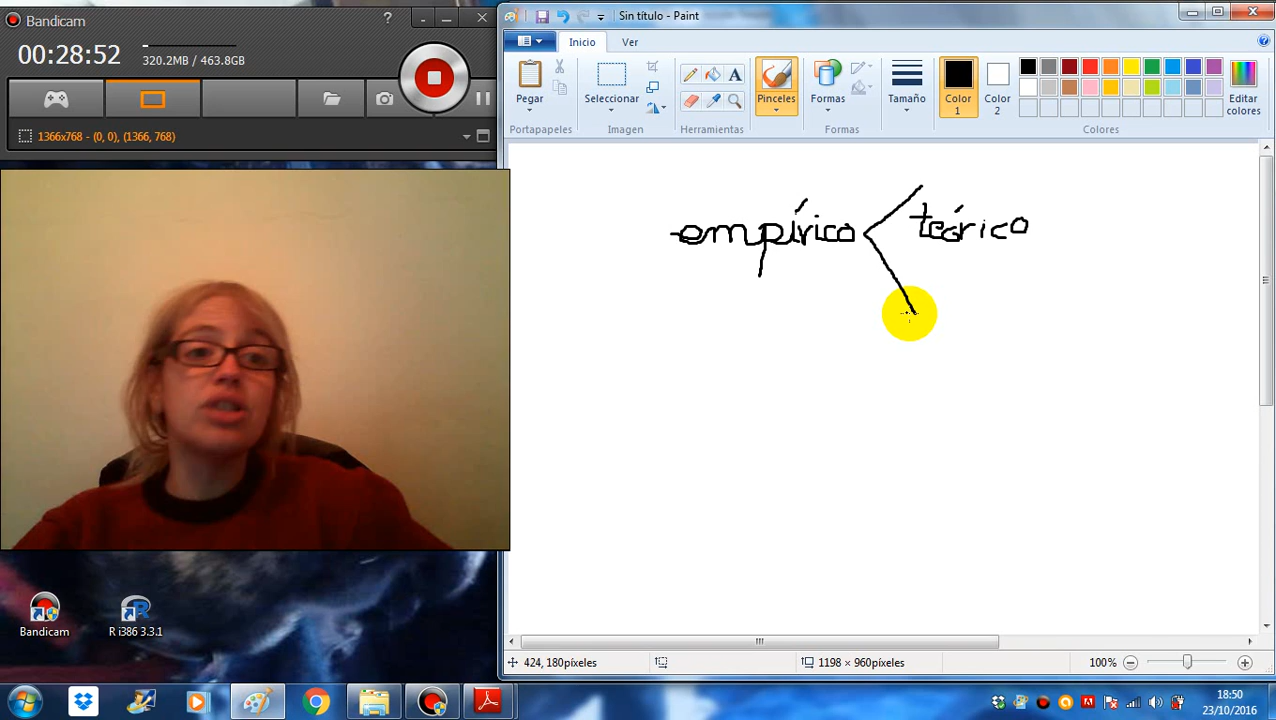 Bandicam
Sin título - Paint
00:28:52
320.2MB / 463.8GB
Inicio
Ver
Pegar
Seleccionar
A
Pinceles
Formas
Tamaño
Color 1
Color 2
Editar colores
Portapapeles
Imagen
Herramientas
Formas
Colores
1366x768 - (0, 0), (1366, 768)
empírico
teórico
Bandicam
R i386 3.3.1
424, 180píxeles
1198 × 960píxeles
100%
18:50
23/10/2016